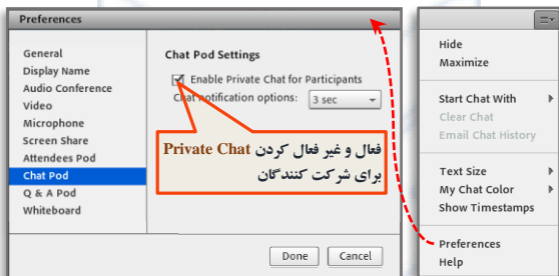 Preferences
General
Display Name
Audio Conference
Video
Microphone
Screen Share
Attendees Pod
Chat Pod
Q & A Pod
Whiteboard
Chat Pod Settings
Enable Private Chat for Participants
Chat notification options: 3 sec
فعال و غیر فعال کردن Private Chat
برای شرکت کنندگان
Done Cancel
Hide
Maximize
Start Chat With
Clear Chat
Email Chat History
Text Size
My Chat Color
Show Timestamps
Preferences
Help